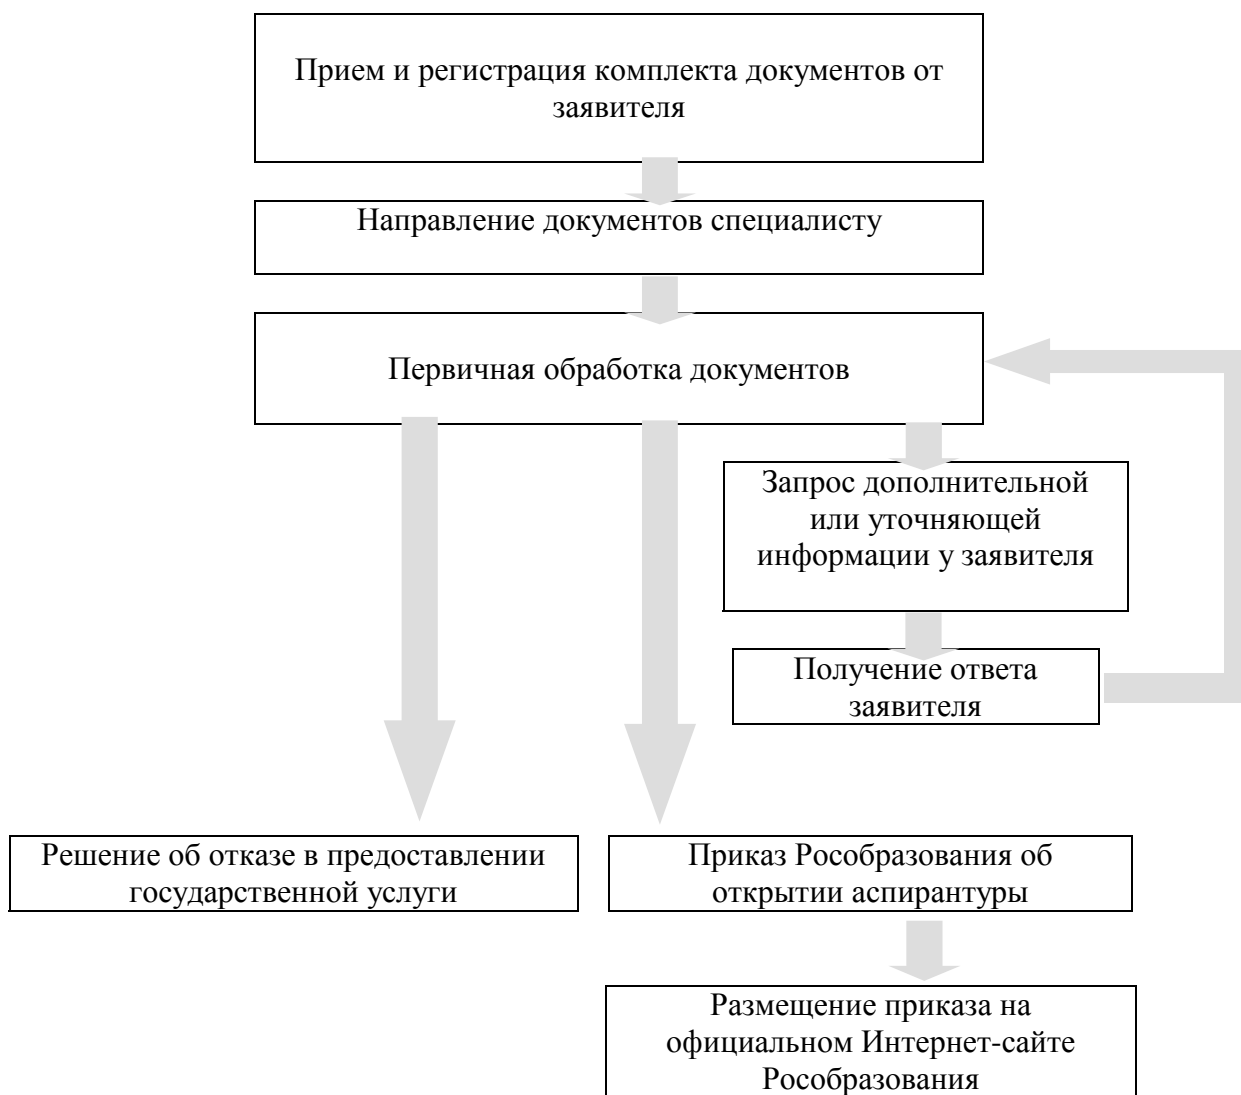 Прием и регистрация комплекта документов от
заявителя
Направление документов специалисту
Первичная обработка документов
Запрос дополнительной
или уточняющей
информации у заявителя
Получение ответа
заявителя
Решение об отказе в предоставлении
государственной услуги
Приказ Рособразования об
открытии аспирантуры
Размещение приказа на
официальном Интернет-сайте
Рособразования